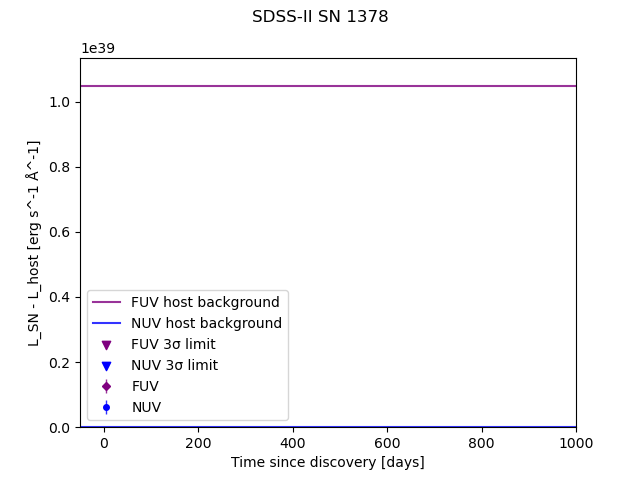 SDSS-II SN 1378
1e39
1.0
0.8
0.6
0.4
0.2
0.0
L_SN - L_host [erg s^-1 Å^-1]
FUV host background
NUV host background
FUV 3σ limit
NUV 3σ limit
FUV
NUV
0 200 400 600 800 1000
Time since discovery [days]